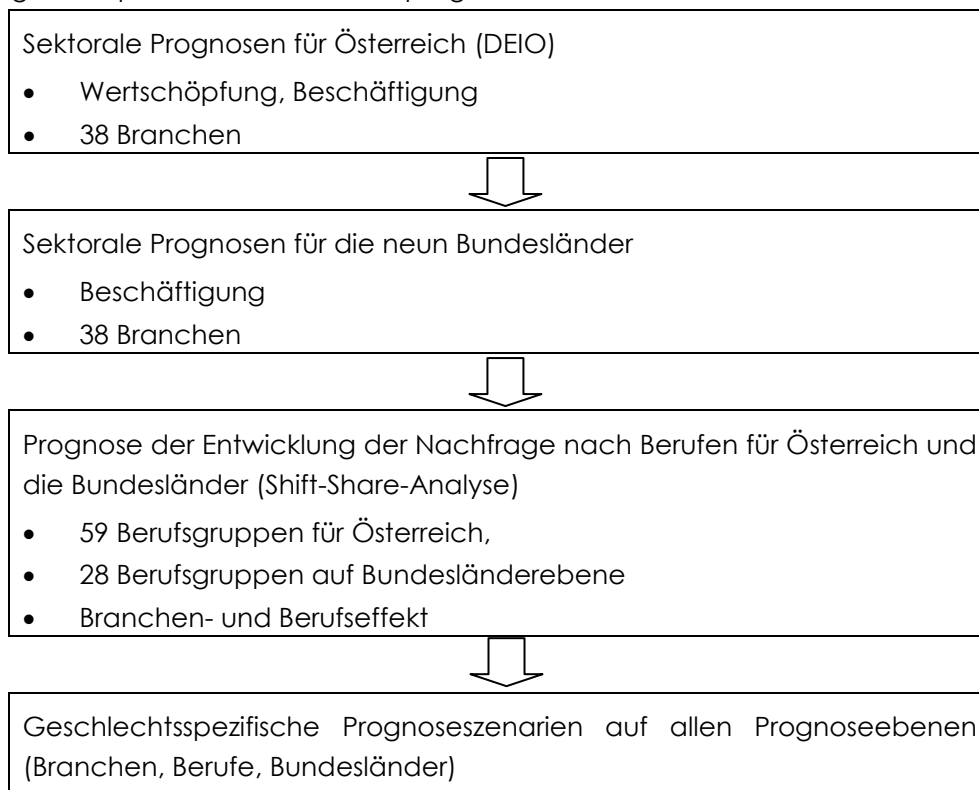 Sektorale Prognosen für Österreich (DEIO)
• Wertschöpfung, Beschäftigung
• 38 Branchen
Sektorale Prognosen für die neun Bundesländer
• Beschäftigung
• 38 Branchen
Prognose der Entwicklung der Nachfrage nach Berufen für Österreich und
die Bundesländer (Shift-Share-Analyse)
• 59 Berufsgruppen für Österreich,
• 28 Berufsgruppen auf Bundesländerebene
• Branchen- und Berufseffekt
Geschlechtsspezifische Prognoseszenarien auf allen Prognoseebenen
(Branchen, Berufe, Bundesländer)